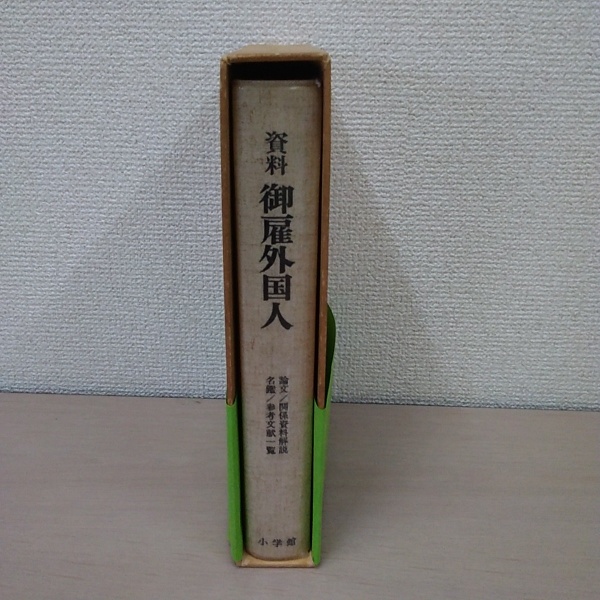 資料
御雇外国人
論文/関係資料解説
名鑑/参考文献一覧
小学館